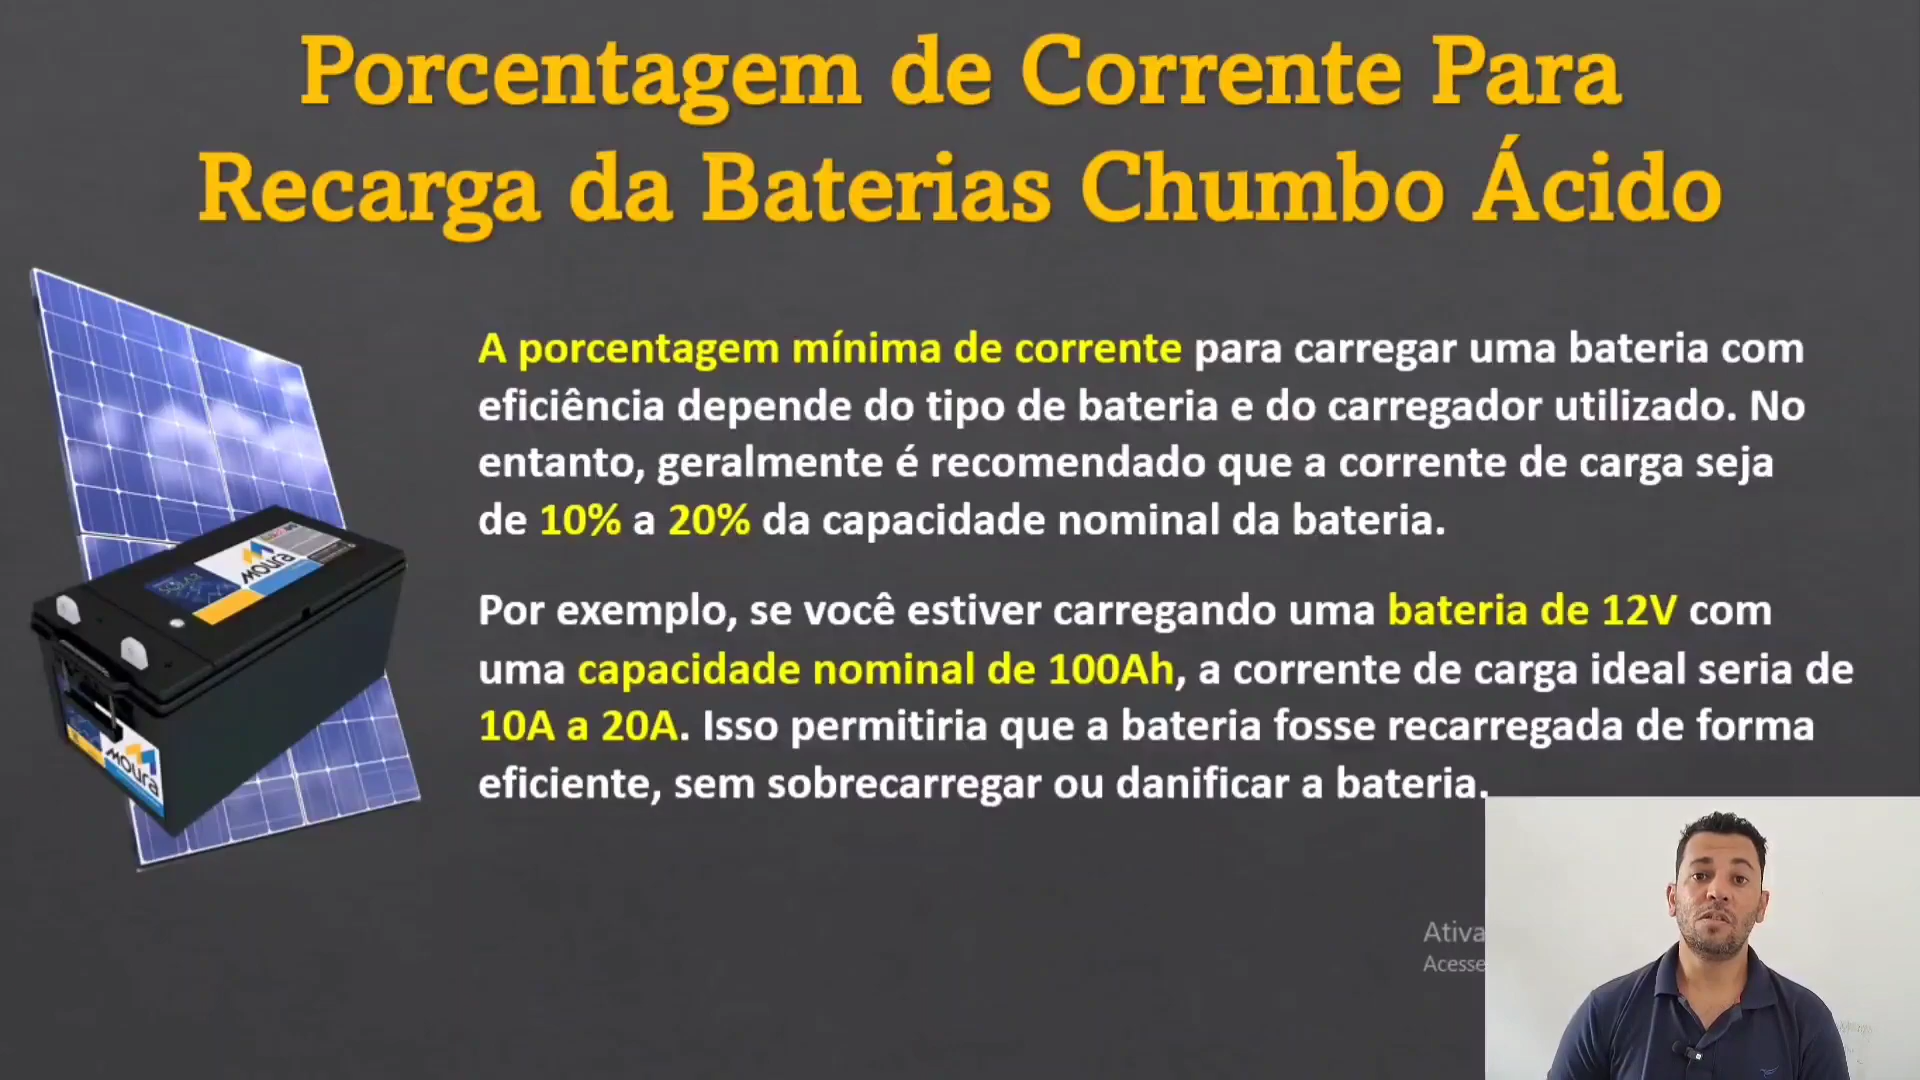 Porcentagem de Corrente Para
Recarga da Baterias Chumbo Ácido
A porcentagem mínima de corrente para carregar uma bateria com
eficiência depende do tipo de bateria e do carregador utilizado. No
entanto, geralmente é recomendado que a corrente de carga seja
de 10% a 20% da capacidade nominal da bateria.
Por exemplo, se você estiver carregando uma bateria de 12V com
uma capacidade nominal de 100Ah, a corrente de carga ideal seria de
10A a 20A. Isso permitiria que a bateria fosse recarregada de forma
eficiente, sem sobrecarregar ou danificar a bateria.
moura
SOLAR
moura
Ativa
Acesse